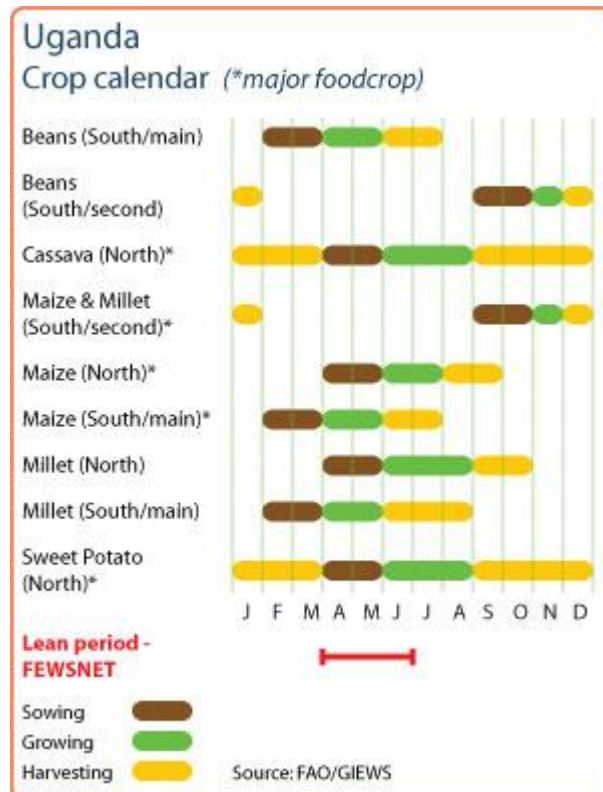 Uganda
Crop calendar (*major foodcrop)
Beans (South/main)
Beans
(South/second)
Cassava (North)*
Maize & Millet
(South/second)*
Maize (North)*
Maize (South/main)*
Millet (North)
Millet (South/main)
Sweet Potato
(North)*
J F M A M J J A S O N D
Lean period -
FEWSNET
Sowing
Growing
Harvesting
Source: FAO/GIEWS